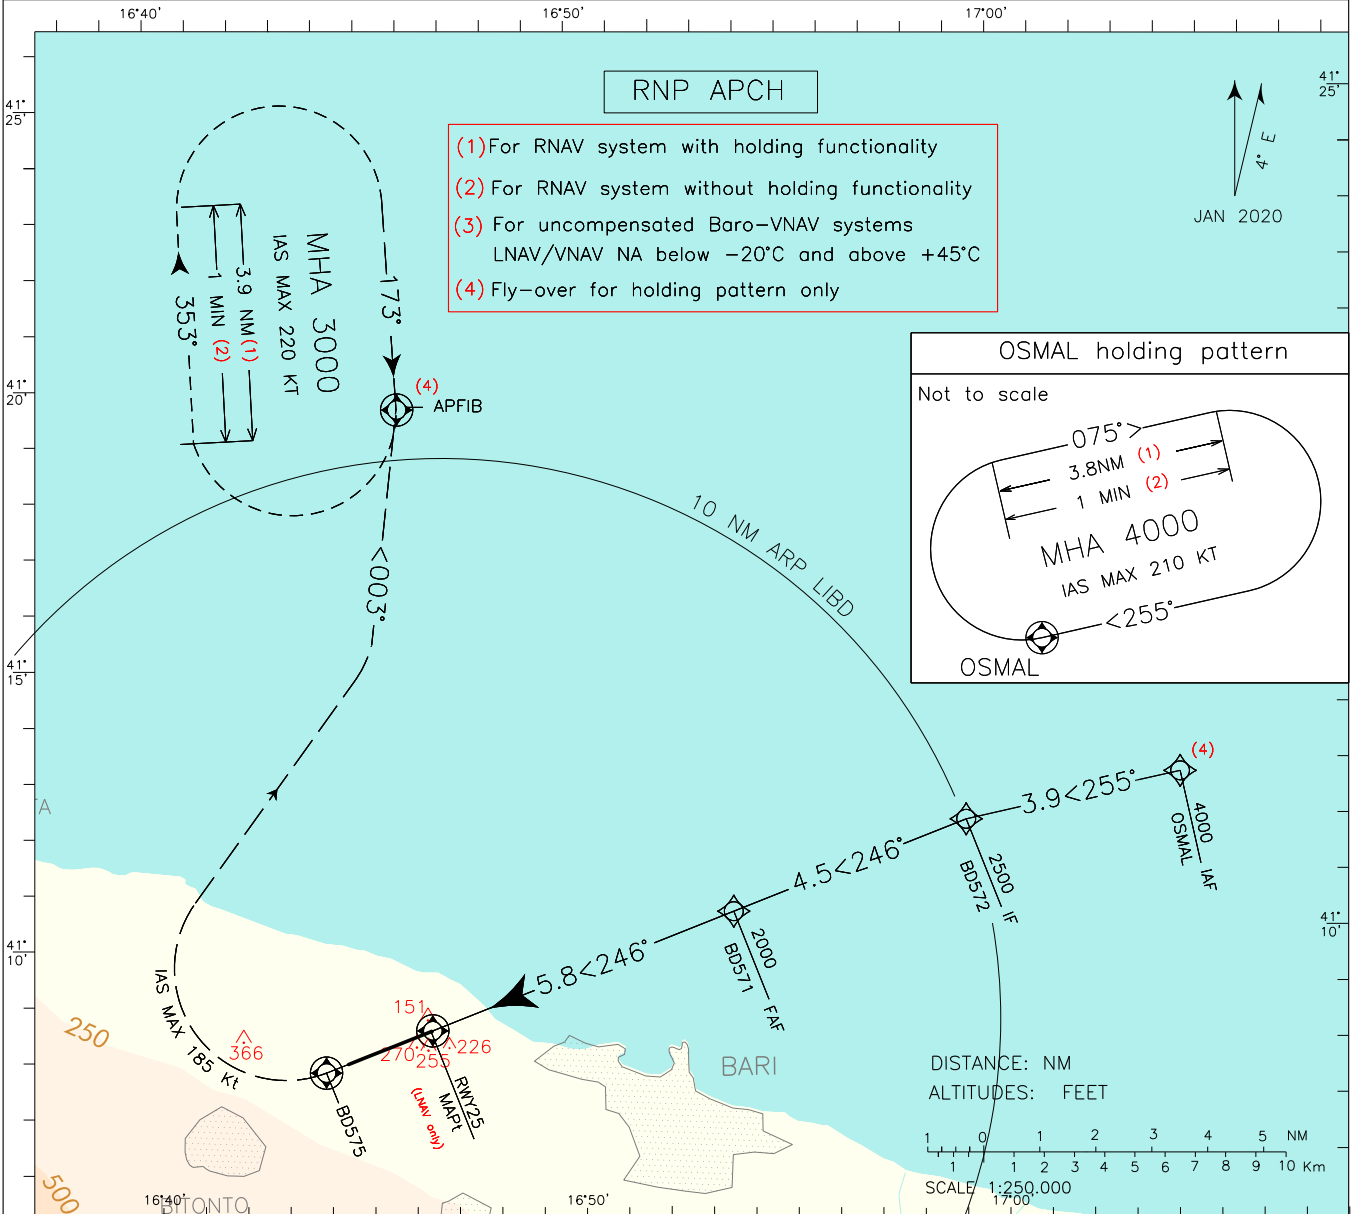 16°40' 16°50' 17°00'
41° 25'
41° 25'
RNP APCH
(1) For RNAV system with holding functionality
(2) For RNAV system without holding functionality
(3) For uncompensated Baro-VNAV systems
LNAV/VNAV NA below -20°C and above +45°C
(4) Fly-over for holding pattern only
4° E
JAN 2020
173°
353°
1 MIN (2)
3.9 NM(1)
IAS MAX 220 KT
MHA 3000
(4)
APFIB
41° 20'
OSMAL holding pattern
Not to scale
075°>
3.8NM (1)
1 MIN (2)
MHA 4000
IAS MAX 210 KT
<255°
OSMAL
10 NM ARP LIBD
<003°
41° 15'
(4)
3.9<255°
4000
OSMAL
IAF
TA
4.5<246°
2500
BD572
IF
5.8<246°
2000
BD571
FAF
41° 10'
41° 10'
IAS MAX 185 Kt
250
366
151
270
255
226
RWY25
MAPt
(LNAV only)
BD575
BARI
DISTANCE: NM
ALTITUDES: FEET
1 0 1 2 3 4 5 NM
1 1 2 3 4 5 6 7 8 9 10 Km
SCALE 1:250.000
500
BITONTO
16°40' 16°50' 17°00'